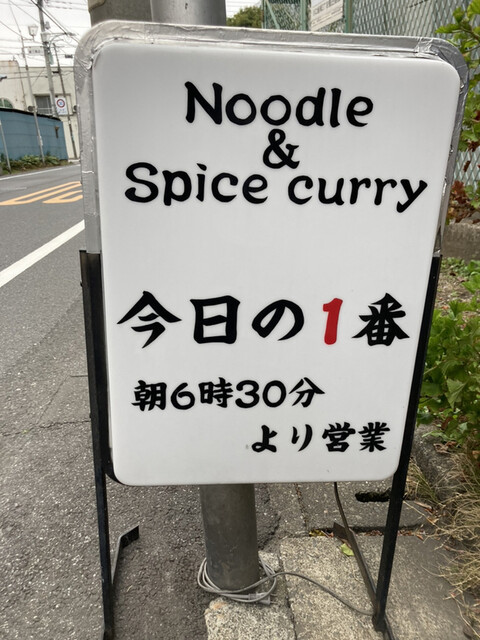 Noodle
&
Spice curry
今日の1番
朝6時30分
より営業